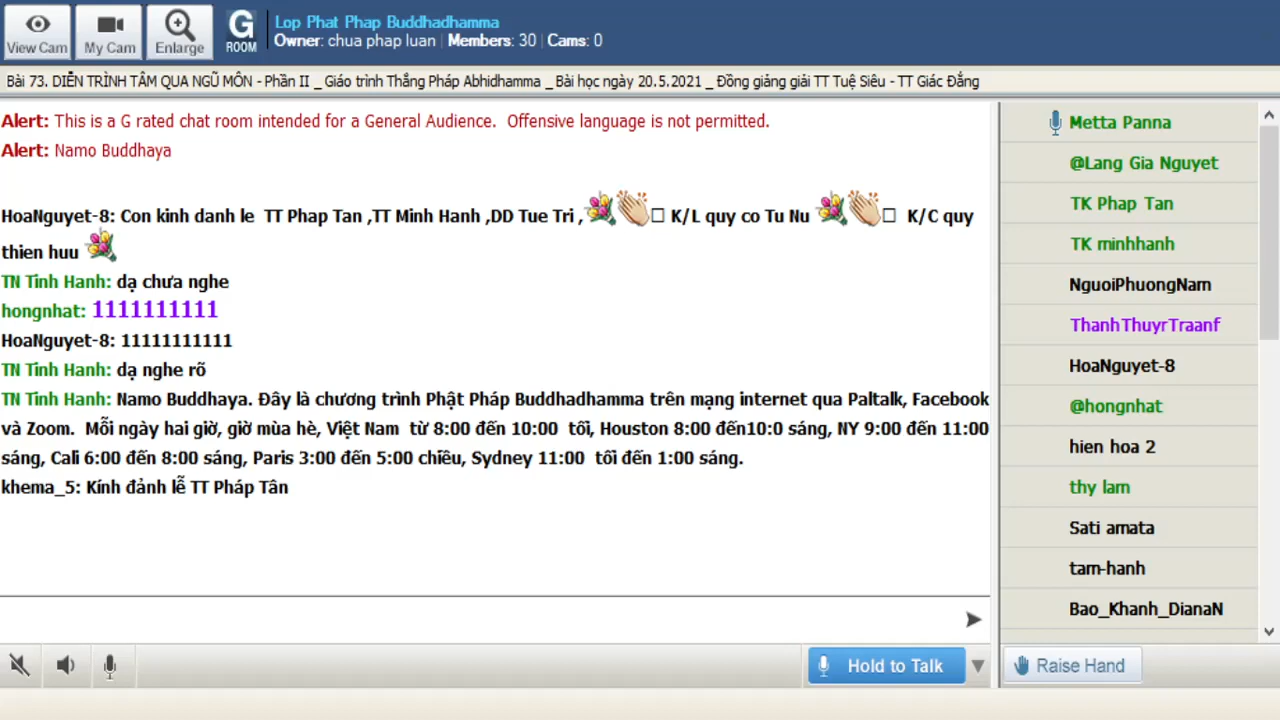 View Cam
My Cam
Enlarge
G
ROOM
Lop Phat Phap Buddhadhamma
Owner: chua phap luan | Members: 30 | Cams: 0
Bài 73. DIỄN TRÌNH TÂM QUA NGŨ MÔN - Phần II _ Giáo trình Thắng Pháp Abhidhamma _ Bài học ngày 20.5.2021 _ Đồng giảng giải TT Tuệ Siêu - TT Giác Đẳng
Alert: This is a G rated chat room intended for a General Audience.  Offensive language is not permitted.
Alert: Namo Buddhaya
HoaNguyet-8: Con kinh danh le  TT Phap Tan ,TT Minh Hanh ,DD Tue Tri , K/L quy co Tu Nu  K/C quy
thien huu
TN Tinh Hanh: dạ chưa nghe
hongnhat: 1111111111
HoaNguyet-8: 11111111111
TN Tinh Hanh: dạ nghe rõ
TN Tinh Hanh: Namo Buddhaya. Đây là chương trình Phật Pháp Buddhadhamma trên mạng internet qua Paltalk, Facebook
và Zoom.  Mỗi ngày hai giờ, giờ mùa hè, Việt Nam  từ 8:00 đến 10:00  tối, Houston 8:00 đến10:0 sáng, NY 9:00 đến 11:00
sáng, Cali 6:00 đến 8:00 sáng, Paris 3:00 đến 5:00 chiều, Sydney 11:00  tối đến 1:00 sáng.
khema_5: Kính đảnh lễ TT Pháp Tân
Metta Panna
@Lang Gia Nguyet
TK Phap Tan
TK minhhanh
NguoiPhuongNam
ThanhThuyrTraanf
HoaNguyet-8
@hongnhat
hien hoa 2
thy lam
Sati amata
tam-hanh
Bao_Khanh_DianaN
Hold to Talk
Raise Hand